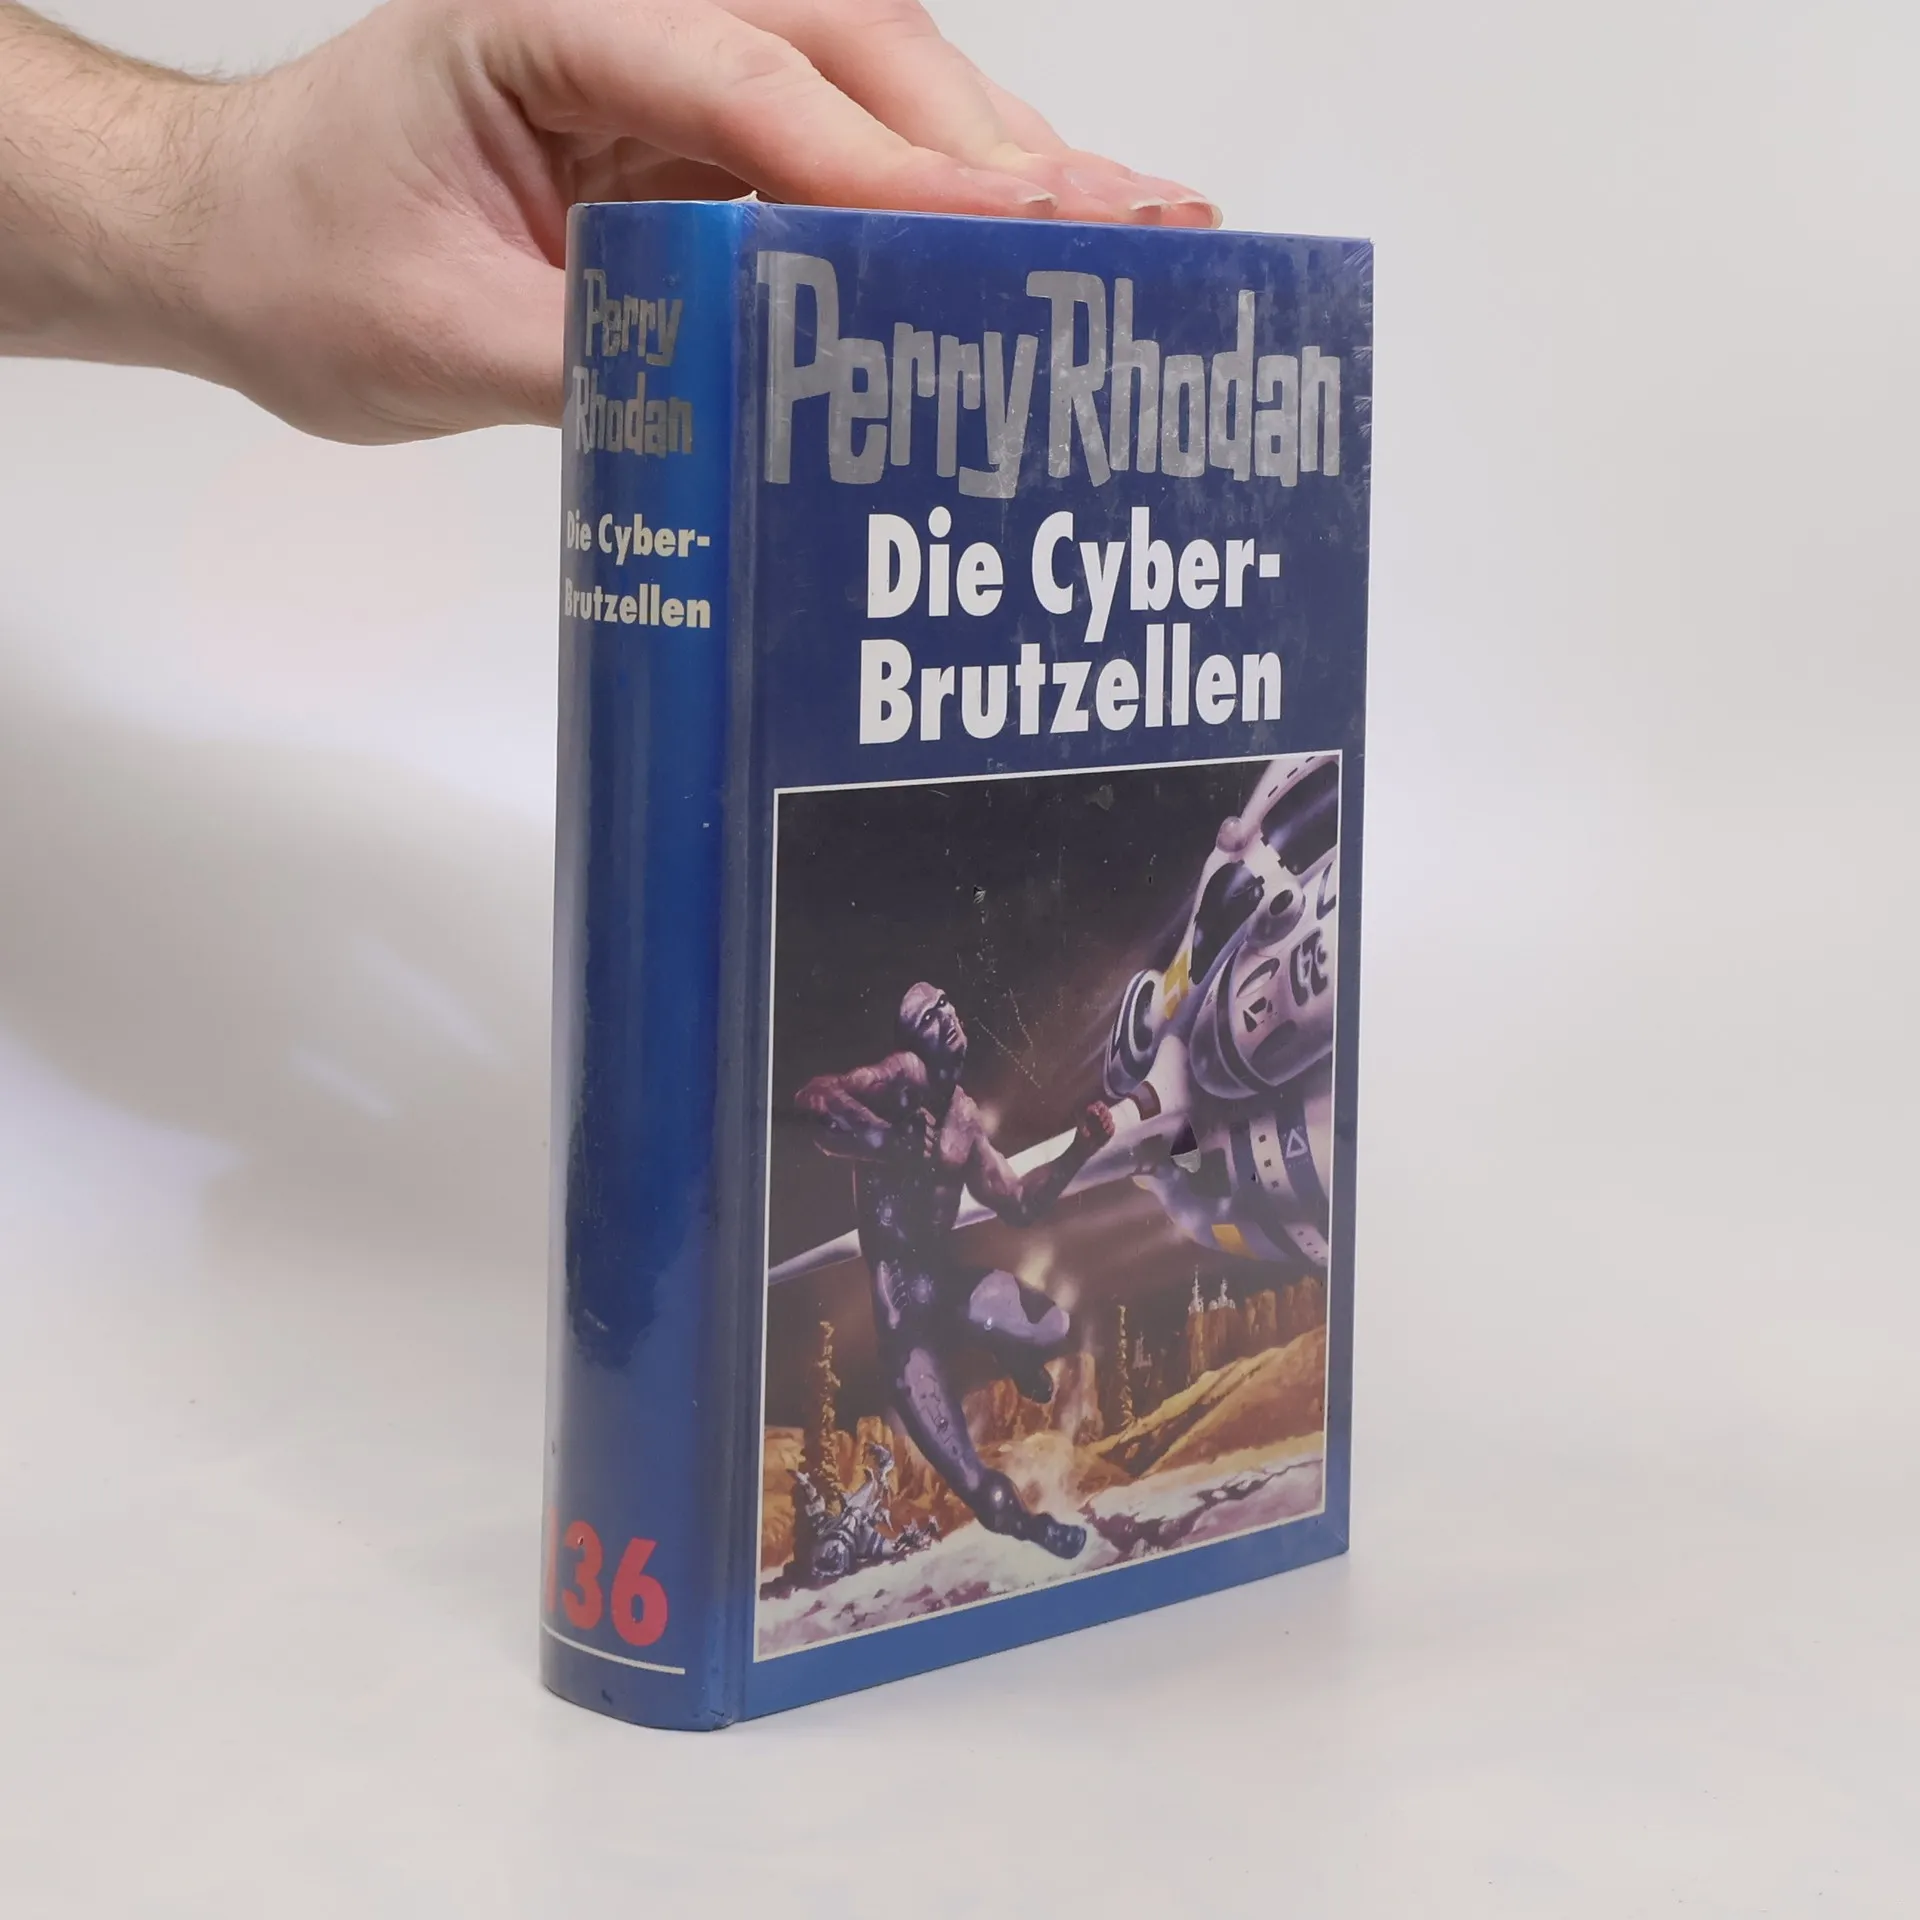 Perry
Rhodan
Die Cyber-
Brutzellen
136
Perry Rhodan
Die Cyber-
Brutzellen